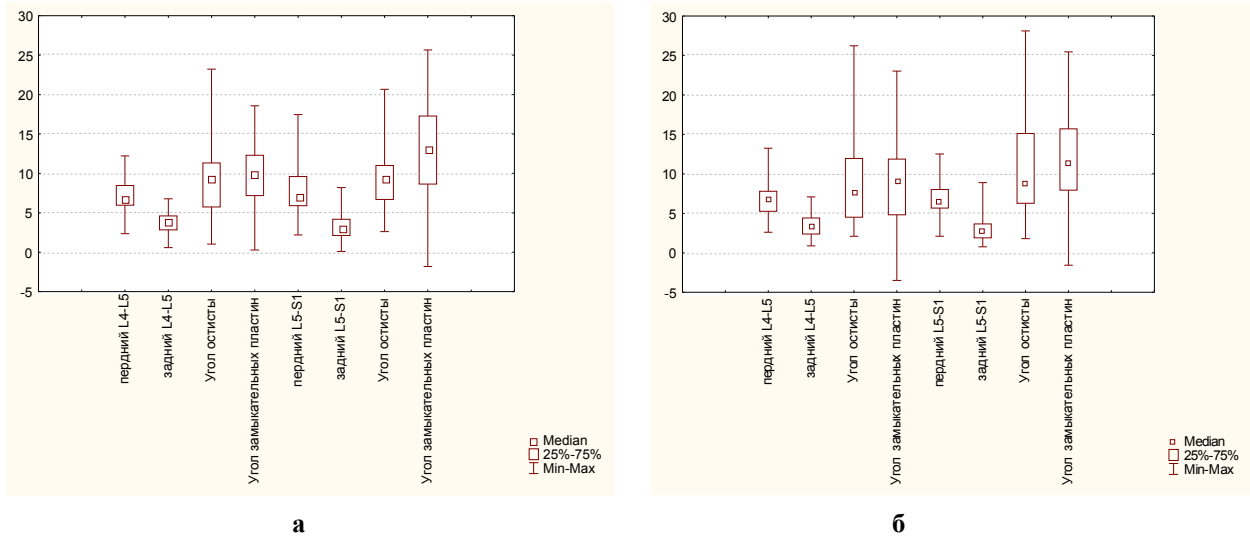 30
25
20
15
10
5
0
-5
пердний L4-L5
задний L4-L5
Угол остисты
Угол замыкательных пластин
пердний L5-S1
задний L5-S1
Угол остисты
Угол замыкательных пластин
Median
25%-75%
Min-Max
а
30
25
20
15
10
5
0
-5
пердний L4-L5
задний L4-L5
Угол остисты
Угол замыкательных пластин
пердний L5-S1
задний L5-S1
Угол остисты
Угол замыкательных пластин
Median
25%-75%
Min-Max
б